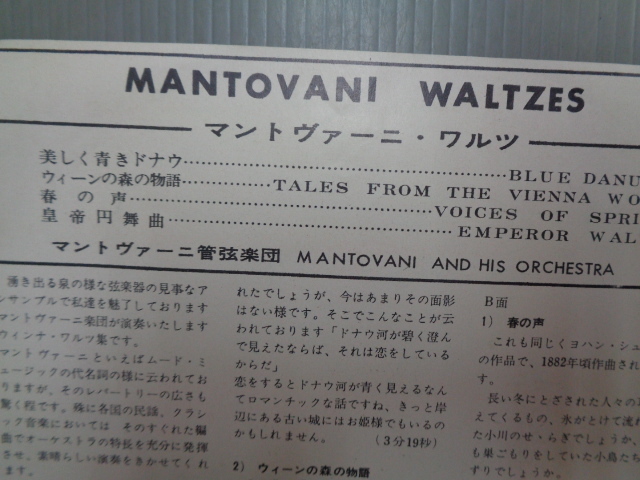 MANTOVANI WALTZES
マントヴァーニ・ワルツ
美しく青きドナウ……………………………BLUE DANU
ウィーンの森の物語…………TALES FROM THE VIENNA WO
春の声……………………………VOICES OF SPRI
皇帝円舞曲……………………………EMPEROR WAL
マントヴァーニ管弦楽団 MANTOVANI AND HIS ORCHESTRA
湧き出る泉の様な弦楽器の見事なア
ンサンブルで私達を魅了しております
マントヴァーニ楽団が演奏いたします
ウィンナ・ワルツ集です。
マントヴァーニといえばムード・ミ
ュージックの代名詞の様に云われてお
りますが、そのレパートリーの広さも
驚く程です。殊に各国の民謡、クラシ
ック音楽においては そのすぐれた編
曲でオーケストラの特長を充分に発揮
させ、素晴らしい演奏をきかせてくれ
ます。
れたでしょうが、今はあまりその面影
はない様です。そこでこんなことが云
われております「ドナウ河が碧く澄ん
で見えたならば、それは恋をしている
からだ」
恋をするとドナウ河が青く見えるなん
てロマンチックな話ですね、きっと岸
辺にある古い城にはお姫様でもいるの
かもしれません。 (3分19秒)
2) ウィーンの森の物語
B面
1) 春の声
これも同じくヨハン・シュ
の作品で、1882年頃作曲され
す。
長い冬にとざされた人々の
えてくるもの、氷がとけて流れ
た小川のせゝらぎでしょうか、
も巣ごもりをしていた小鳥たち
ずりでしょうか。